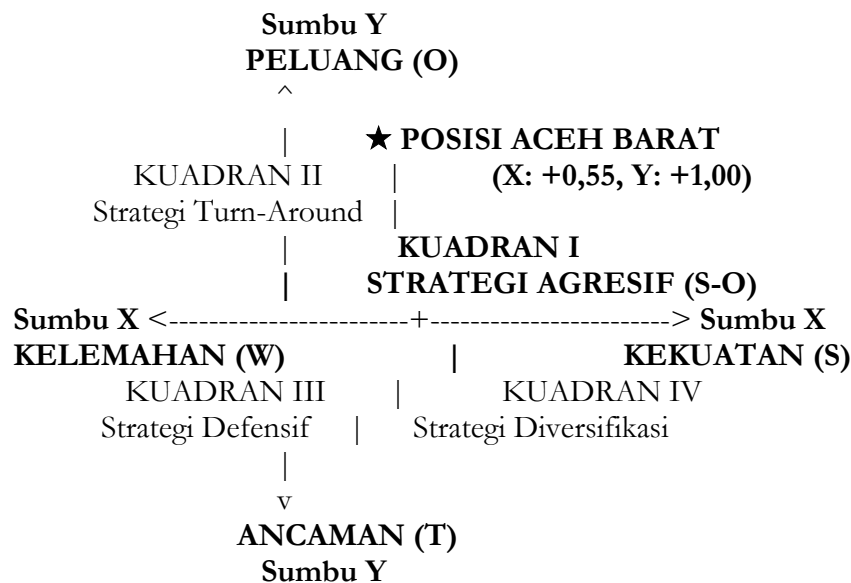 Sumbu Y
PELUANG (O)
^
| ★ POSISI ACEH BARAT
KUADRAN II | (X: +0,55, Y: +1,00)
Strategi Turn-Around |
| KUADRAN I
| STRATEGI AGRESIF (S-O)
Sumbu X <------------------------+------------------------> Sumbu X
KELEMAHAN (W) | KEKUATAN (S)
KUADRAN III | KUADRAN IV
Strategi Defensif | Strategi Diversifikasi
|
v
ANCAMAN (T)
Sumbu Y